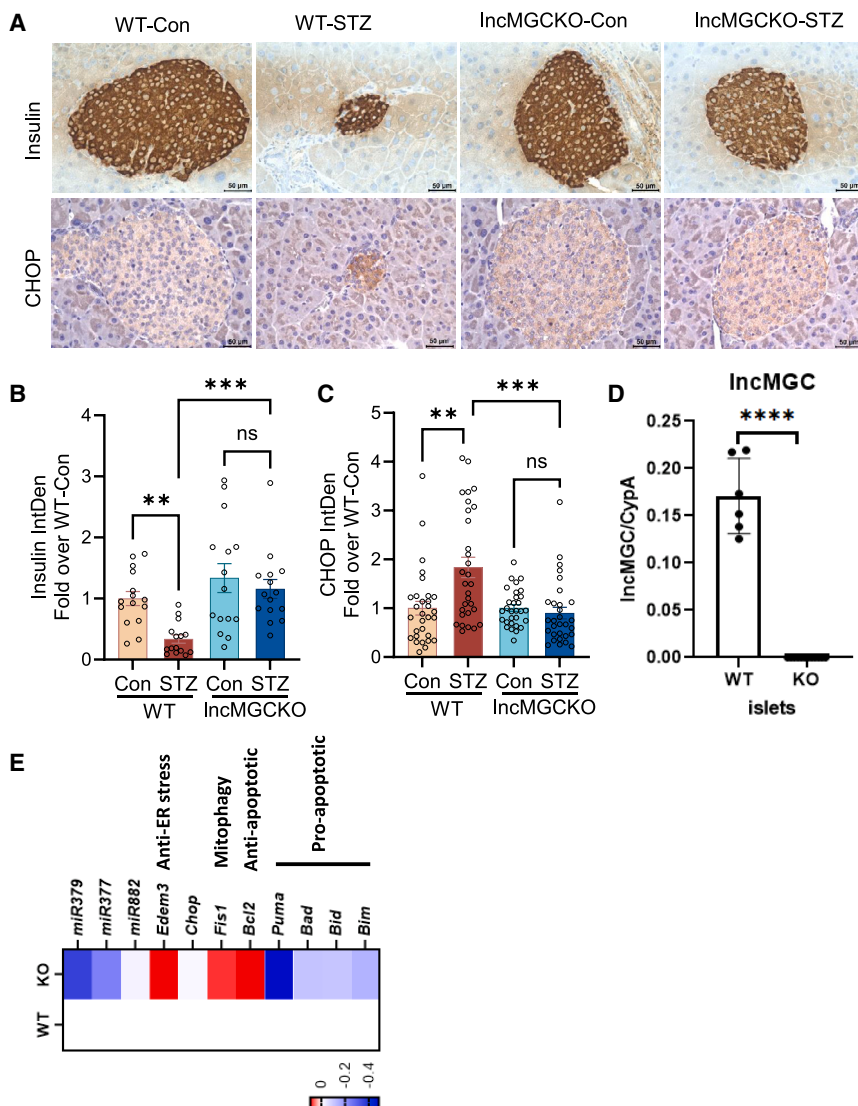 A
WT-Con
WT-STZ
lncMGCKO-Con
lncMGCKO-STZ
Insulin
50 µm
50 µm
50 µm
50 µm
CHOP
50 µm
50 µm
50 µm
50 µm
B
Insulin IntDen
Fold over WT-Con
4
3
2
1
0
**
***
ns
Con STZ Con STZ
WT lncMGCKO
C
CHOP IntDen
Fold over WT-Con
5
4
3
2
1
0
**
***
ns
Con STZ Con STZ
WT lncMGCKO
D
lncMGC
lncMGC/CypA
0.25
0.20
0.15
0.10
0.05
0.00
****
WT KO
islets
E
Anti-ER stress
Mitophagy
Anti-apoptotic
Pro-apoptotic
miR379
miR377
miR882
Edem3
Chop
Fis1
Bcl2
Puma
Bad
Bid
Bim
KO
WT
0
-0.2
-0.4